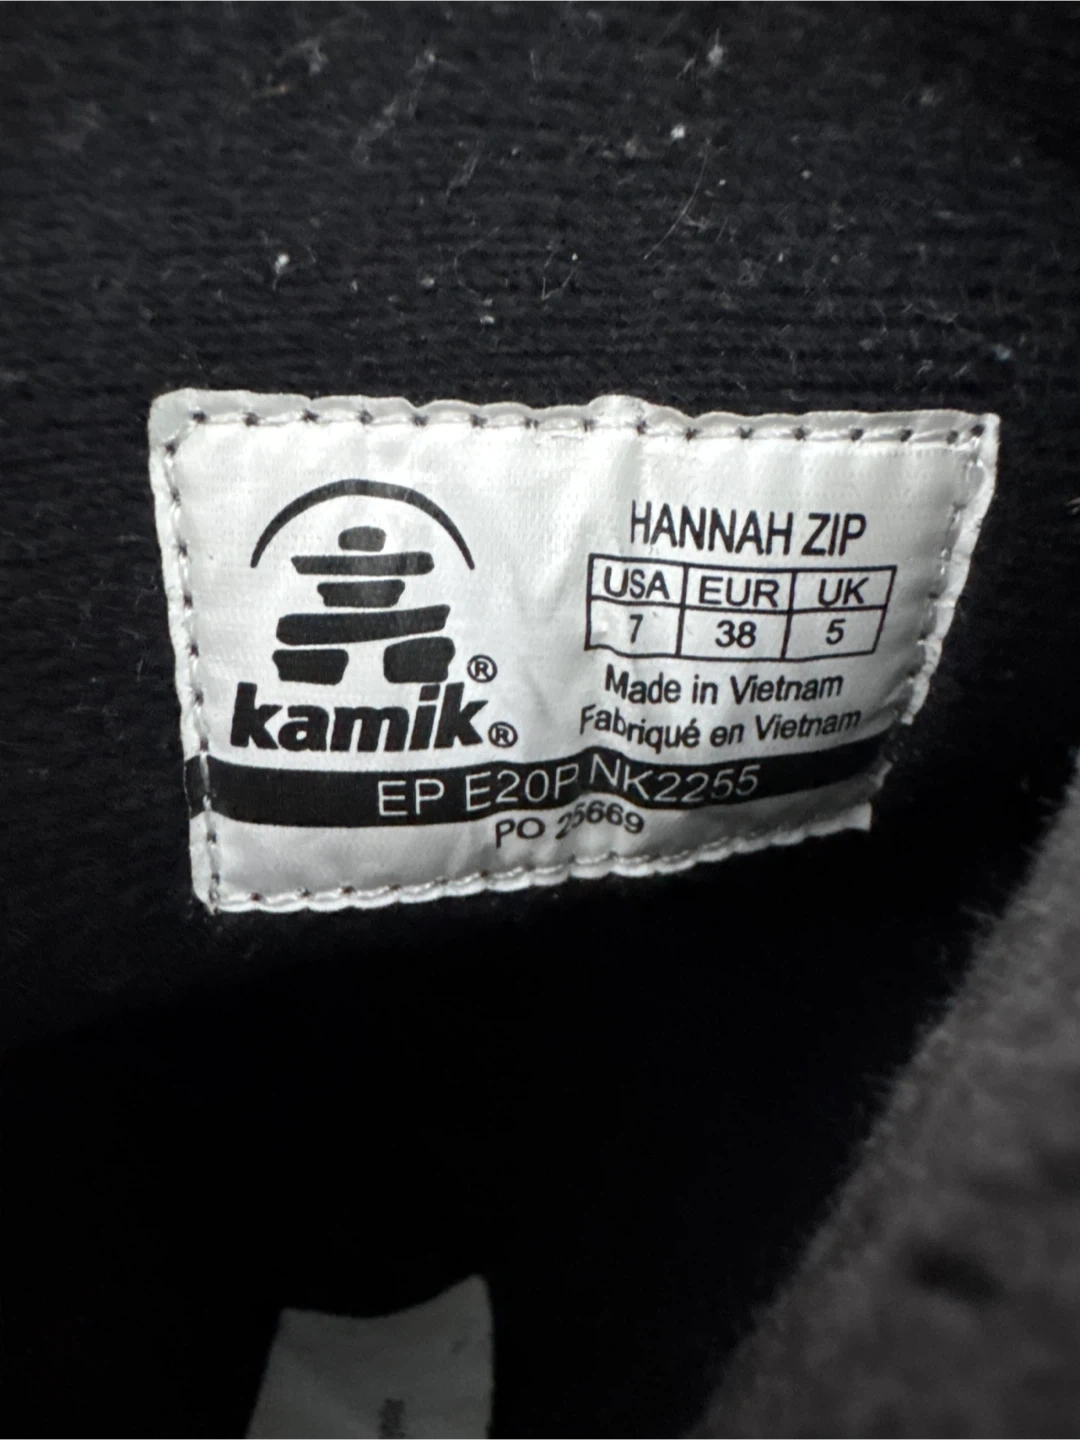 HANNAH ZIP
USA EUR UK
7 38 5
Made in Vietnam
Fabriqué en Vietnam
kamik®
EP E20P NK2255
PO 25669